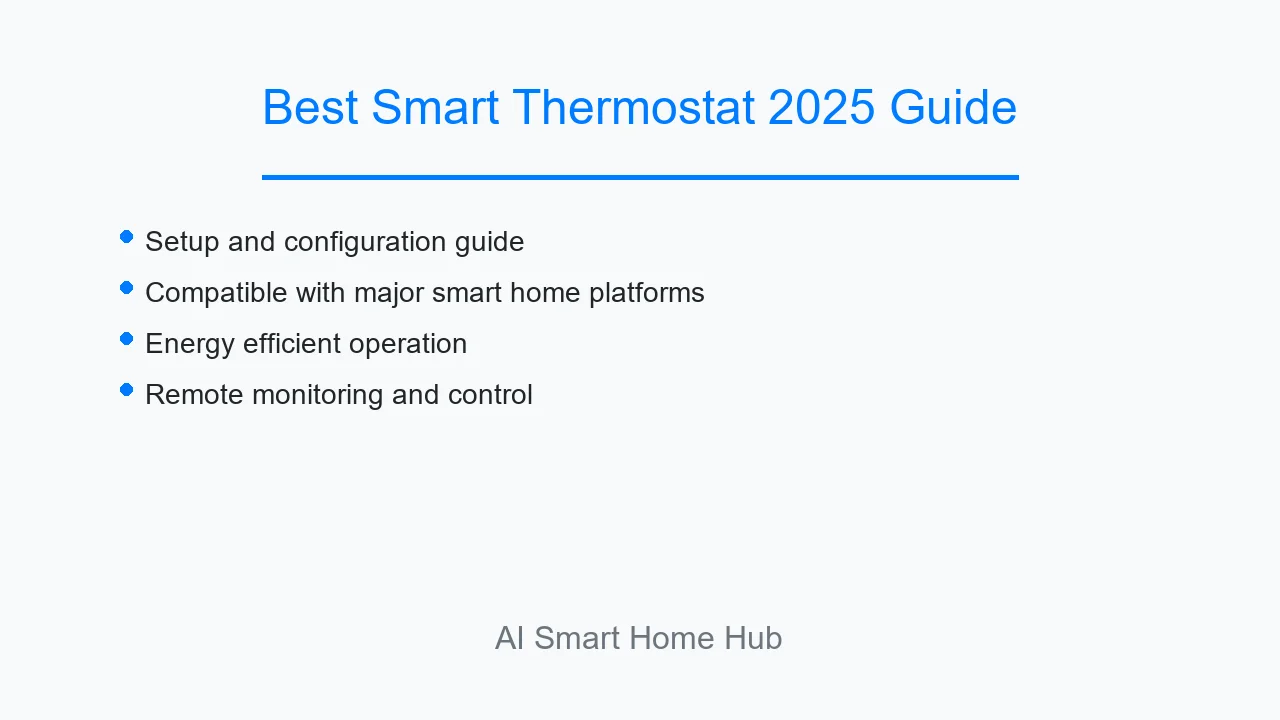 Best Smart Thermostat 2025 Guide
Setup and configuration guide
Compatible with major smart home platforms
Energy efficient operation
Remote monitoring and control
AI Smart Home Hub